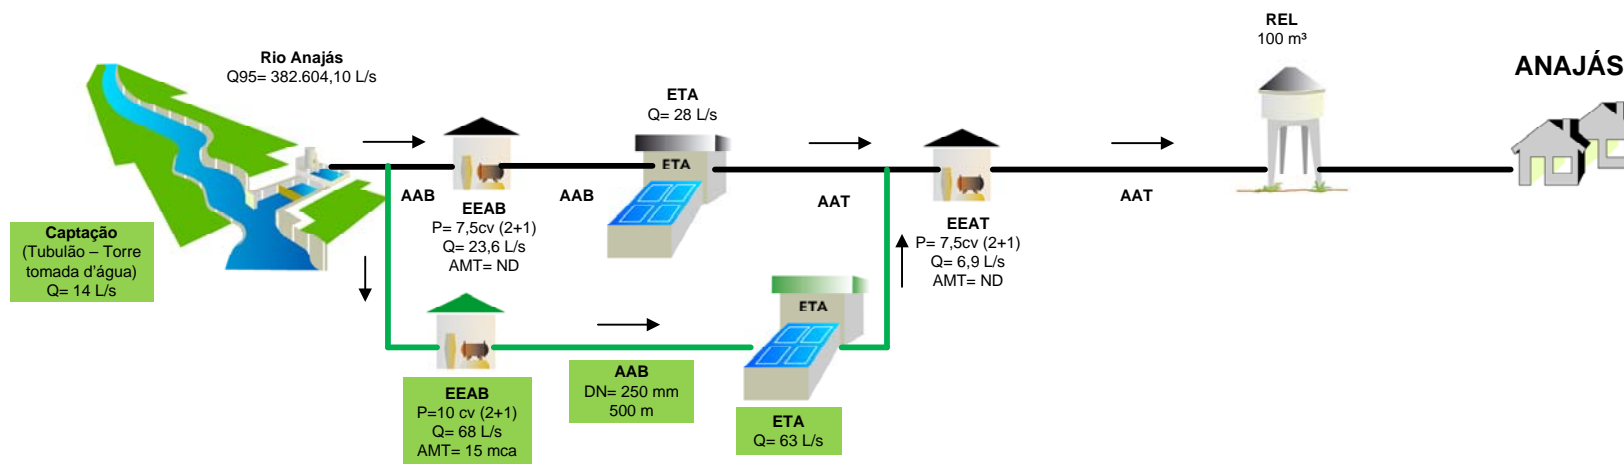 REL
100 m³
Rio Anajás
Q95= 382.604,10 L/s
ANAJÁS
ETA
Q= 28 L/s
ETA
AAB
AAB
AAT
AAT
EEAB
P= 7,5cv (2+1)
Q= 23,6 L/s
AMT= ND
EEAT
P= 7,5cv (2+1)
Q= 6,9 L/s
AMT= ND
Captação
(Tubulão – Torre
tomada d'água)
Q= 14 L/s
ETA
EEAB
P=10 cv (2+1)
Q= 68 L/s
AMT= 15 mca
AAB
DN= 250 mm
500 m
ETA
Q= 63 L/s